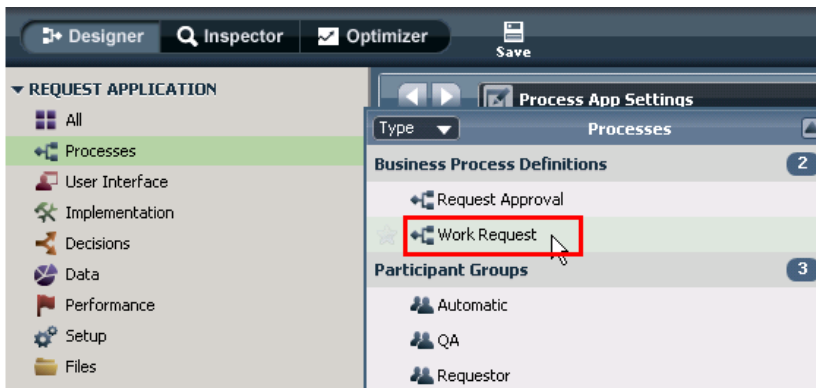 Designer Inspector Optimizer
Save
REQUEST APPLICATION
All
Processes
User Interface
Implementation
Decisions
Data
Performance
Setup
Files
Process App Settings
Type Processes
Business Process Definitions 2
Request Approval
Work Request
Participant Groups 3
Automatic
QA
Requestor